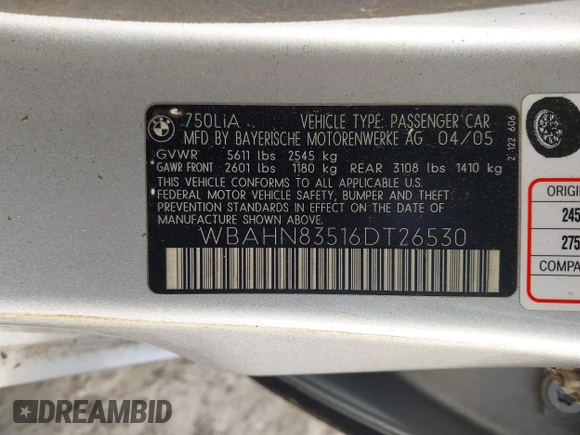 BMW
750LiA VEHICLE TYPE: PASSENGER CAR
MFD BY BAYERISCHE MOTORENWERKE AG 04/05
GVWR 5611 lbs 2545 kg
GAWR FRONT 2601 lbs 1180 kg REAR 3108 lbs 1410 kg
THIS VEHICLE CONFORMS TO ALL APPLICABLE U.S.
FEDERAL MOTOR VEHICLE SAFETY, BUMPER AND THEFT
PREVENTION STANDARDS IN EFFECT ON THE DATE OF
MANUFACTURE SHOWN ABOVE.
WBAHN83516DT26530
2 122 606
ORIGIN
245
275
COMPA
DREAMBID